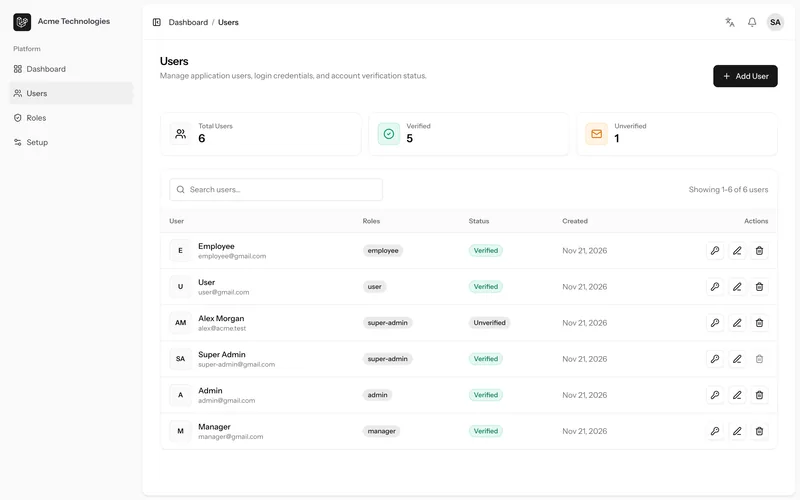 Acme Technologies
Platform
Dashboard
Users
Roles
Setup
Dashboard / Users
SA
Users
Manage application users, login credentials, and account verification status.
Add User
Total Users
6
Verified
5
Unverified
1
Search users...
Showing 1-6 of 6 users
User Roles Status Created Actions
E Employee employee Verified Nov 21, 2026
employee@gmail.com
U User user Verified Nov 21, 2026
user@gmail.com
AM Alex Morgan super-admin Unverified Nov 21, 2026
alex@acme.test
SA Super Admin super-admin Verified Nov 21, 2026
super-admin@gmail.com
A Admin admin Verified Nov 21, 2026
admin@gmail.com
M Manager manager Verified Nov 21, 2026
manager@gmail.com